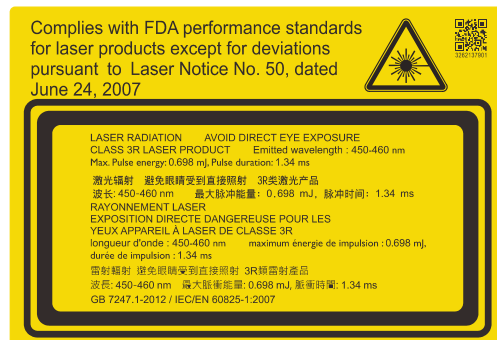 Complies with FDA performance standards
for laser products except for deviations
pursuant to Laser Notice No. 50, dated
June 24, 2007
3262137901
LASER RADIATION AVOID DIRECT EYE EXPOSURE
CLASS 3R LASER PRODUCT Emitted wavelength : 450-460 nm
Max. Pulse energy: 0.698 mJ, Pulse duration: 1.34 ms
激光辐射 避免眼睛受到直接照射 3R类激光产品
波长: 450-460 nm 最大脉冲能量: 0.698 mJ, 脉冲时间: 1.34 ms
RAYONNEMENT LASER
EXPOSITION DIRECTE DANGEREUSE POUR LES
YEUX APPAREIL À LASER DE CLASSE 3R
longueur d'onde : 450-460 nm maximum énergie de impulsion : 0.698 mJ,
durée de impulsion : 1.34 ms
雷射輻射 避免眼睛受到直接照射 3R類雷射產品
波長: 450-460 nm 最大脈衝能量: 0.698 mJ, 脈衝時間: 1.34 ms
GB 7247.1-2012 / IEC/EN 60825-1:2007